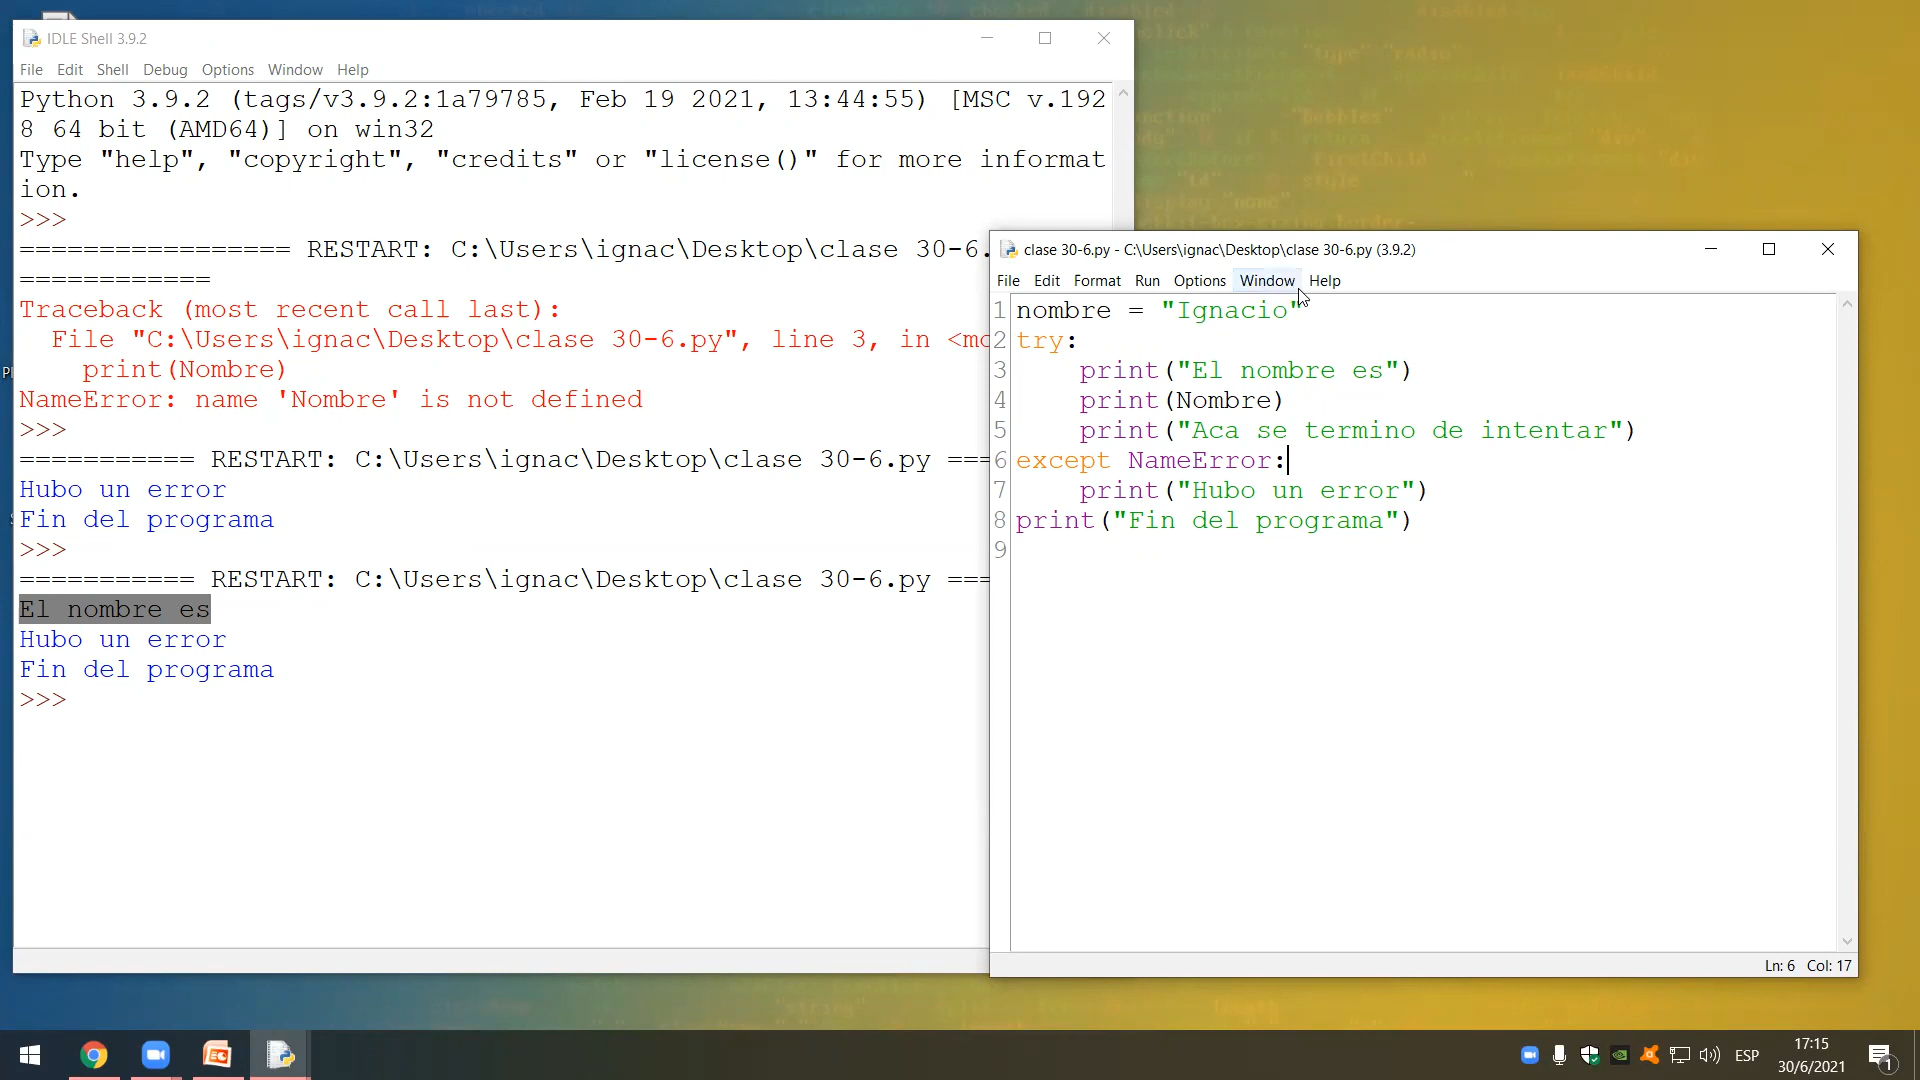 IDLE Shell 3.9.2
File Edit Shell Debug Options Window Help
Python 3.9.2 (tags/v3.9.2:1a79785, Feb 19 2021, 13:44:55) [MSC v.192
8 64 bit (AMD64)] on win32
Type "help", "copyright", "credits" or "license()" for more informat
ion.
>>>
================= RESTART: C:\Users\ignac\Desktop\clase 30-6.
============
Traceback (most recent call last):
File "C:\Users\ignac\Desktop\clase 30-6.py", line 3, in <mo
print(Nombre)
NameError: name 'Nombre' is not defined
>>>
=========== RESTART: C:\Users\ignac\Desktop\clase 30-6.py ===
Hubo un error
Fin del programa
>>>
=========== RESTART: C:\Users\ignac\Desktop\clase 30-6.py ===
El nombre es
Hubo un error
Fin del programa
>>>
clase 30-6.py - C:\Users\ignac\Desktop\clase 30-6.py (3.9.2)
File Edit Format Run Options Window Help
1 nombre = "Ignacio"
2 try:
3 print("El nombre es")
4 print(Nombre)
5 print("Aca se termino de intentar")
6 except NameError:
7 print("Hubo un error")
8 print("Fin del programa")
9
Ln: 6 Col: 17
ESP
17:15
30/6/2021
1